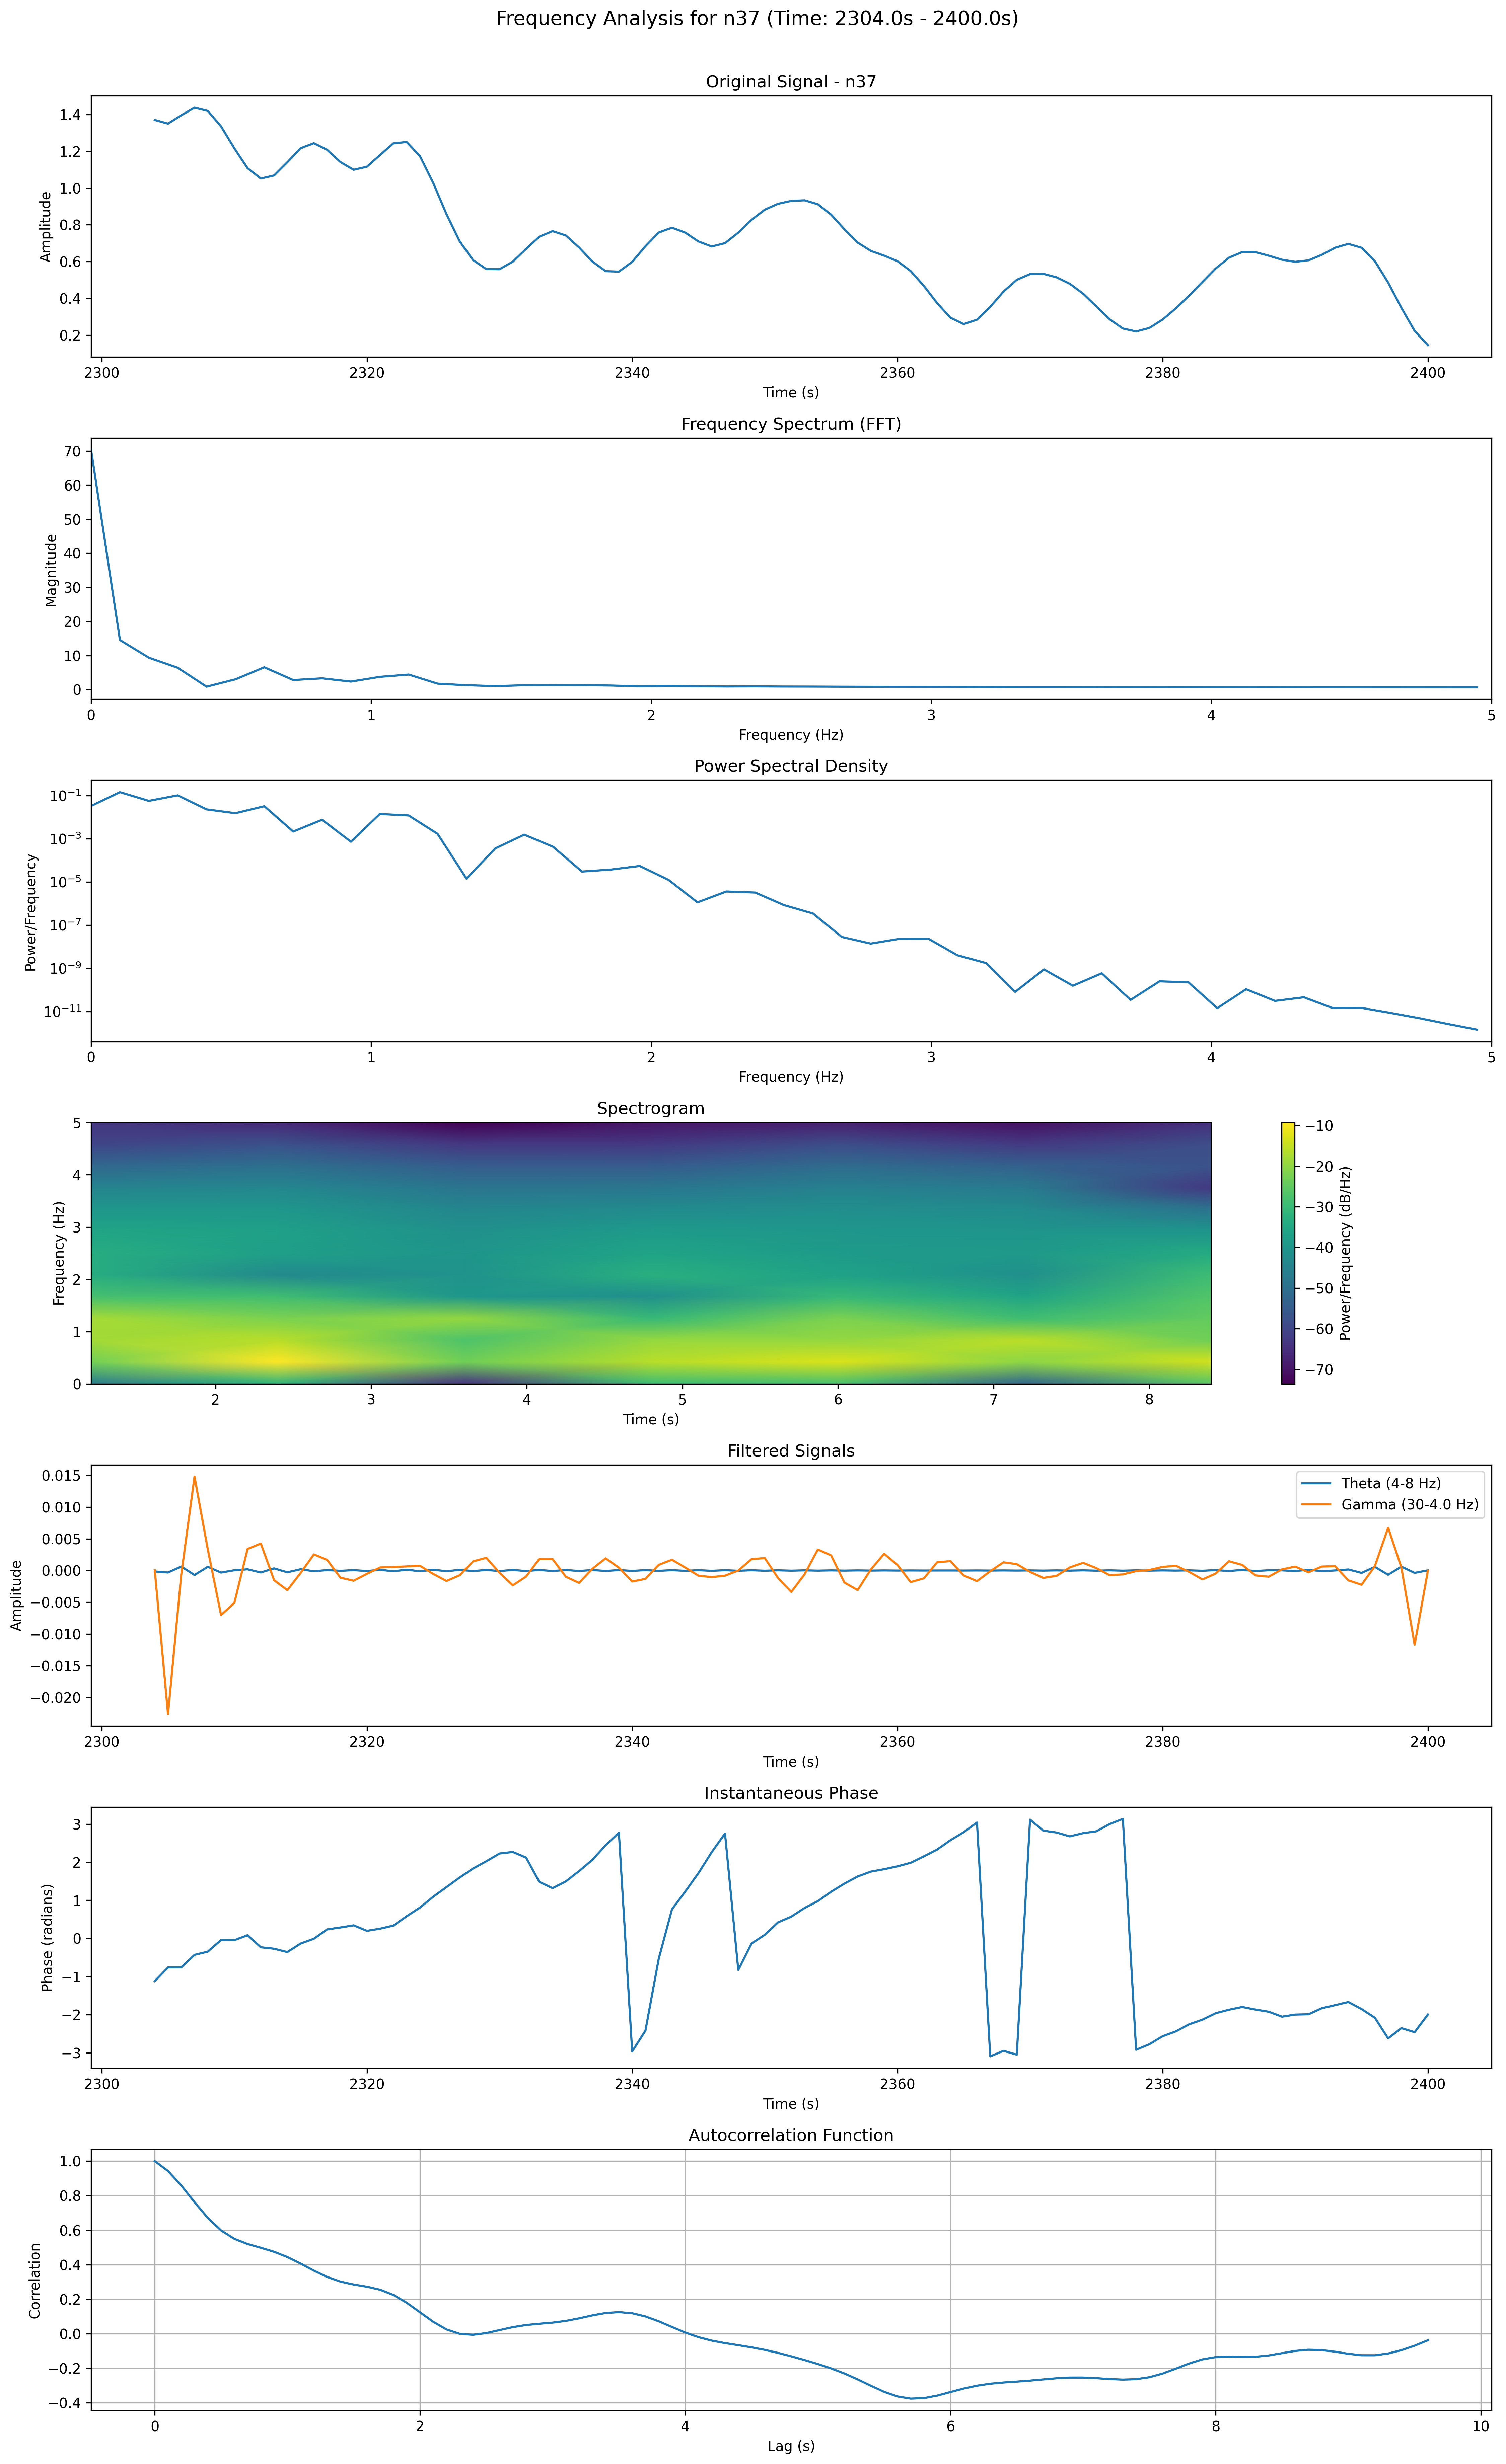 Frequency Analysis for n37 (Time: 2304.0s - 2400.0s)
Original Signal - n37
Amplitude
1.4
1.2
1.0
0.8
0.6
0.4
0.2
2300 2320 2340 2360 2380 2400
Time (s)
Frequency Spectrum (FFT)
Magnitude
70
60
50
40
30
20
10
0
0 1 2 3 4 5
Frequency (Hz)
Power Spectral Density
Power/Frequency
10⁻¹
10⁻³
10⁻⁵
10⁻⁷
10⁻⁹
10⁻¹¹
0 1 2 3 4 5
Frequency (Hz)
Spectrogram
Frequency (Hz)
5
4
3
2
1
0
2 3 4 5 6 7 8
Time (s)
−10
−20
−30
−40
−50
−60
−70
Power/Frequency (dB/Hz)
Filtered Signals
Amplitude
0.015
0.010
0.005
0.000
−0.005
−0.010
−0.015
−0.020
Theta (4-8 Hz)
Gamma (30-4.0 Hz)
2300 2320 2340 2360 2380 2400
Time (s)
Instantaneous Phase
Phase (radians)
3
2
1
0
−1
−2
−3
2300 2320 2340 2360 2380 2400
Time (s)
Autocorrelation Function
Correlation
1.0
0.8
0.6
0.4
0.2
0.0
−0.2
−0.4
0 2 4 6 8 10
Lag (s)